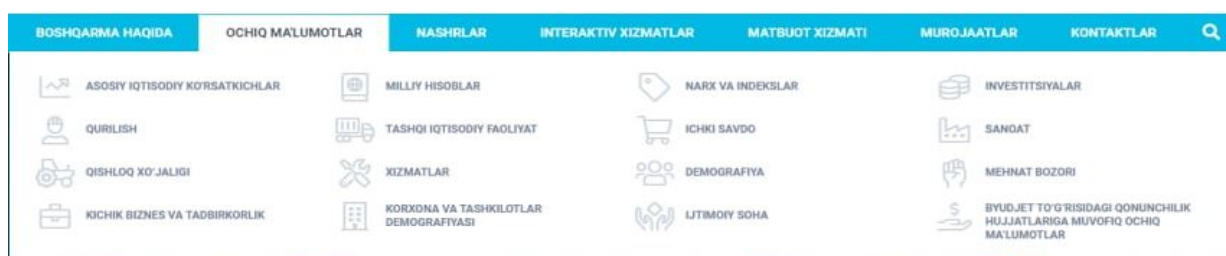 BOSHQARMA HAQIDA OCHIQ MA'LUMOTLAR NASHRLAR INTERAKTIV XIZMATLAR MATBUOT XIZMATI MUROJAATLAR KONTAKTLAR
ASOSIY IQTISODIY KO'RSATKICHLAR MILLIY HISOBLAR NARX VA INDEKSLAR INVESTITSIYALAR
QURILISH TASHQI IQTISODIY FAOLIYAT ICHKI SAVDO SANOAT
QISHLOQ XO'JALIGI XIZMATLAR DEMOGRAFIYA MEHNAT BOZORI
KICHIK BIZNES VA TADBIRKORLIK
KORXONA VA TASHKILOTLAR
DEMOGRAFIYASI
IJTIMOIY SOHA
BYUDJET TO'G'RISIDAGI QONUNCHILIK
HUJJATLARIGA MUVOFIQ OCHIQ
MA'LUMOTLAR